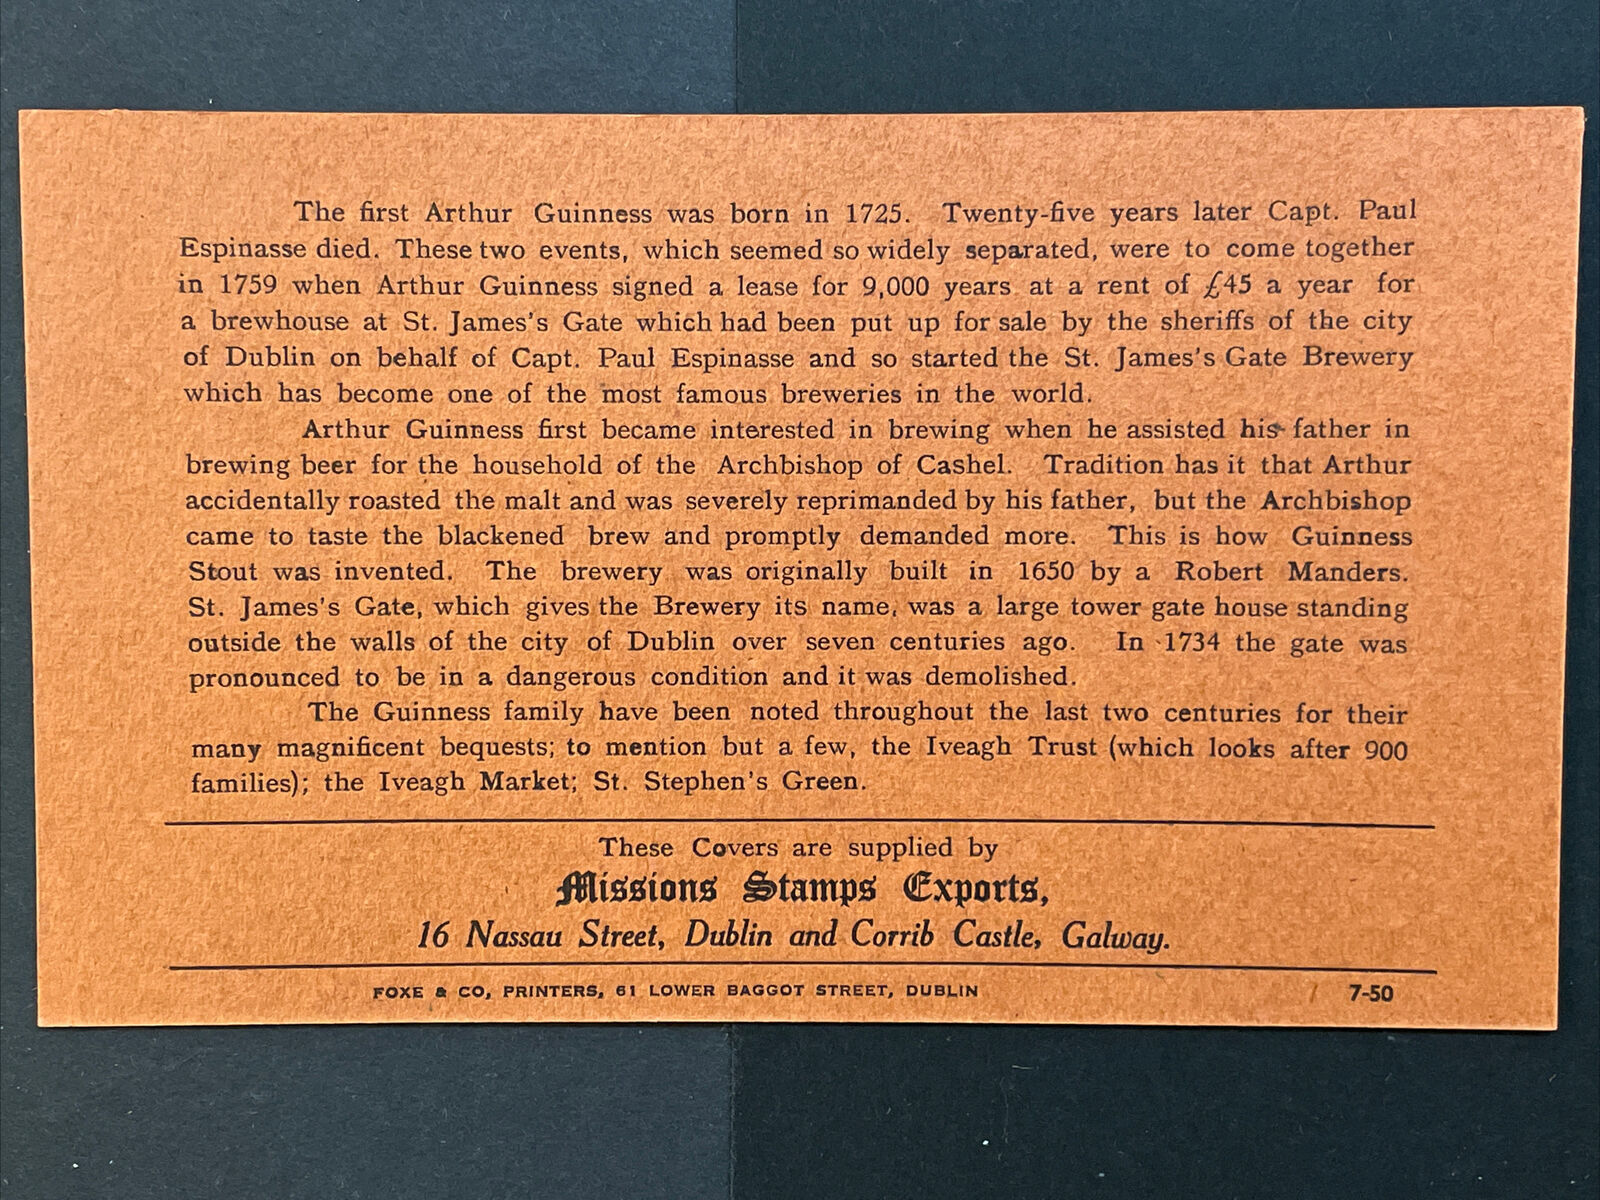 The first Arthur Guinness was born in 1725. Twenty-five years later Capt. Paul
Espinasse died. These two events, which seemed so widely separated, were to come together
in 1759 when Arthur Guinness signed a lease for 9,000 years at a rent of £45 a year for
a brewhouse at St. James's Gate which had been put up for sale by the sheriffs of the city
of Dublin on behalf of Capt. Paul Espinasse and so started the St. James's Gate Brewery
which has become one of the most famous breweries in the world.
Arthur Guinness first became interested in brewing when he assisted his father in
brewing beer for the household of the Archbishop of Cashel. Tradition has it that Arthur
accidentally roasted the malt and was severely reprimanded by his father, but the Archbishop
came to taste the blackened brew and promptly demanded more. This is how Guinness
Stout was invented. The brewery was originally built in 1650 by a Robert Manders.
St. James's Gate, which gives the Brewery its name, was a large tower gate house standing
outside the walls of the city of Dublin over seven centuries ago. In 1734 the gate was
pronounced to be in a dangerous condition and it was demolished.
The Guinness family have been noted throughout the last two centuries for their
many magnificent bequests; to mention but a few, the Iveagh Trust (which looks after 900
families); the Iveagh Market; St. Stephen's Green.
These Covers are supplied by
Missions Stamps Exports,
16 Nassau Street, Dublin and Corrib Castle, Galway.
FOXE & CO, PRINTERS, 61 LOWER BAGGOT STREET, DUBLIN 7-50